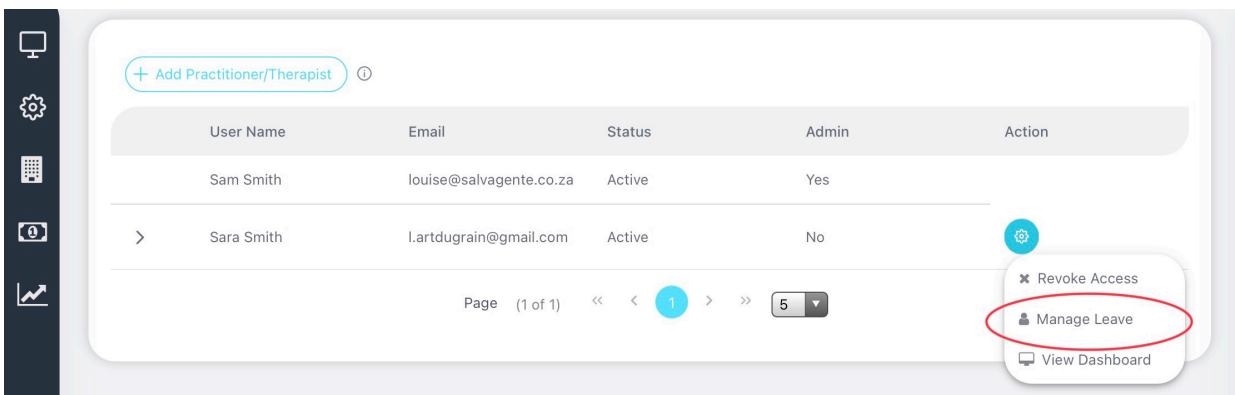 + Add Practitioner/Therapist
User Name Email Status Admin Action
Sam Smith louise@salvagente.co.za Active Yes
Sara Smith l.artdugrain@gmail.com Active No
Revoke Access
Page (1 of 1) << < 1 > >> 5
Manage Leave
View Dashboard